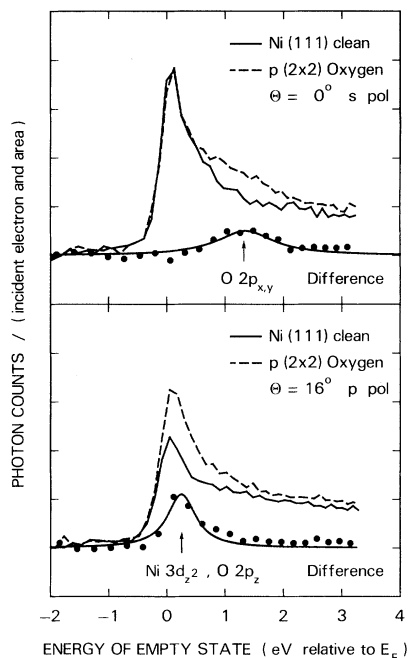 Ni (111) clean
p (2x2) Oxygen
Θ = 0° s pol
O 2pₓ,ᵧ
Difference
Ni (111) clean
p (2x2) Oxygen
Θ = 16° p pol
Ni 3d_z² , O 2p_z
Difference
−2 −1 0 1 2 3 4
ENERGY OF EMPTY STATE ( eV relative to E_F
PHOTON COUNTS / (incident electron and area)